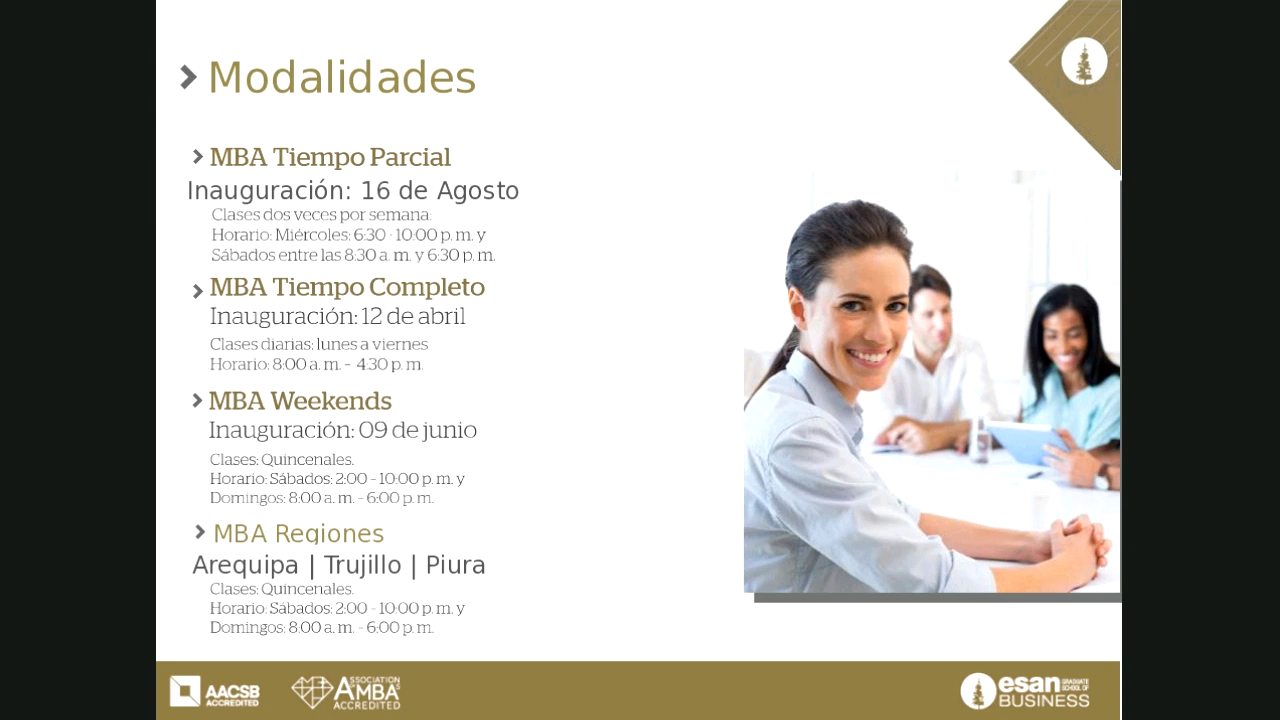 Modalidades
MBA Tiempo Parcial
Inauguración: 16 de Agosto
Clases dos veces por semana:
Horario: Miércoles: 6:30 - 10:00 p. m. y
Sábados entre las 8:30 a. m. y 6:30 p. m.
MBA Tiempo Completo
Inauguración: 12 de abril
Clases diarias: lunes a viernes
Horario: 8:00 a. m. - 4:30 p. m.
MBA Weekends
Inauguración: 09 de junio
Clases: Quincenales.
Horario: Sábados: 2:00 - 10:00 p. m. y
Domingos: 8:00 a. m. - 6:00 p. m.
MBA Regiones
Arequipa | Trujillo | Piura
Clases: Quincenales.
Horario: Sábados: 2:00 - 10:00 p. m. y
Domingos: 8:00 a. m. - 6:00 p. m.
AACSB
ACCREDITED
ASSOCIATION
AMBA'S
ACCREDITED
esan GRADUATE SCHOOL OF
BUSINESS